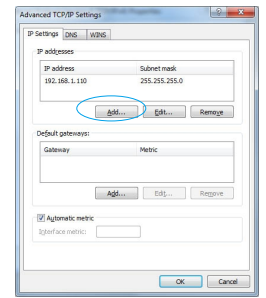 Advanced TCP/IP Settings
IP Settings DNS WINS
IP addresses
IP address Subnet mask
192.168.1.110 255.255.255.0
Add... Edit... Remove
Default gateways:
Gateway Metric
Add... Edit... Remove
Automatic metric
Interface metric:
OK Cancel